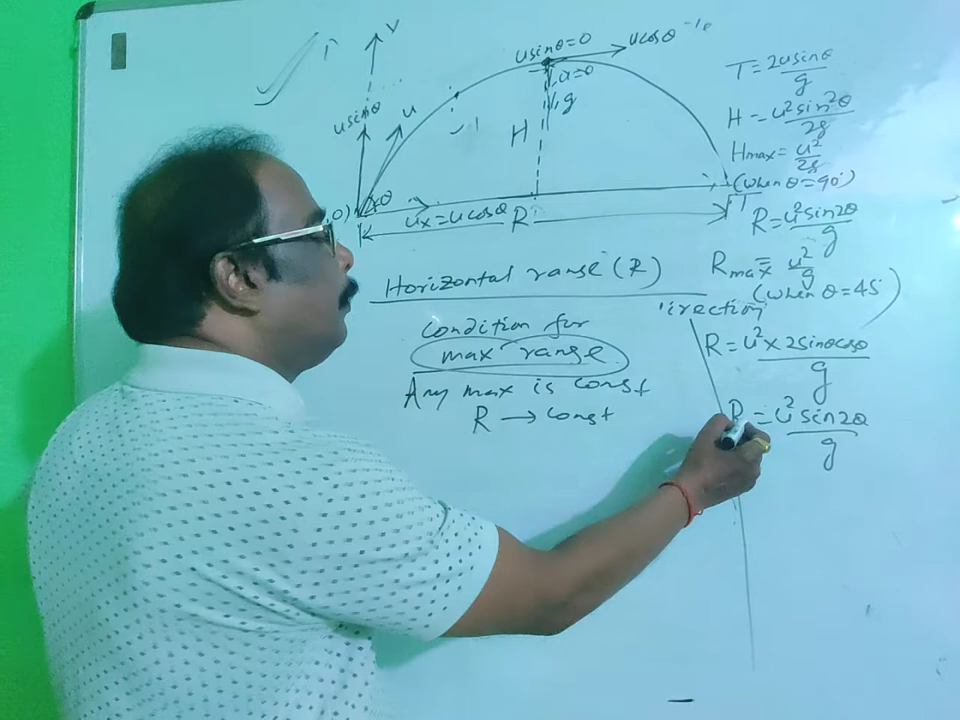 Y
usinθ=0
ucosθ
usinθ
u
a=0
g
H
θ
ux=ucosθ
R
T=2usinθ/g
H=u²sin²θ/2g
Hmax=u²/2g
(when θ=90°)
R=u²sin2θ/g
Rmax=u²/g
(when θ=45°)
Horizontal range (R)
irection
Condition for
max range
Any max is const
R → const
R=u²×2sinθcosθ/g
R=u²sin2θ/g